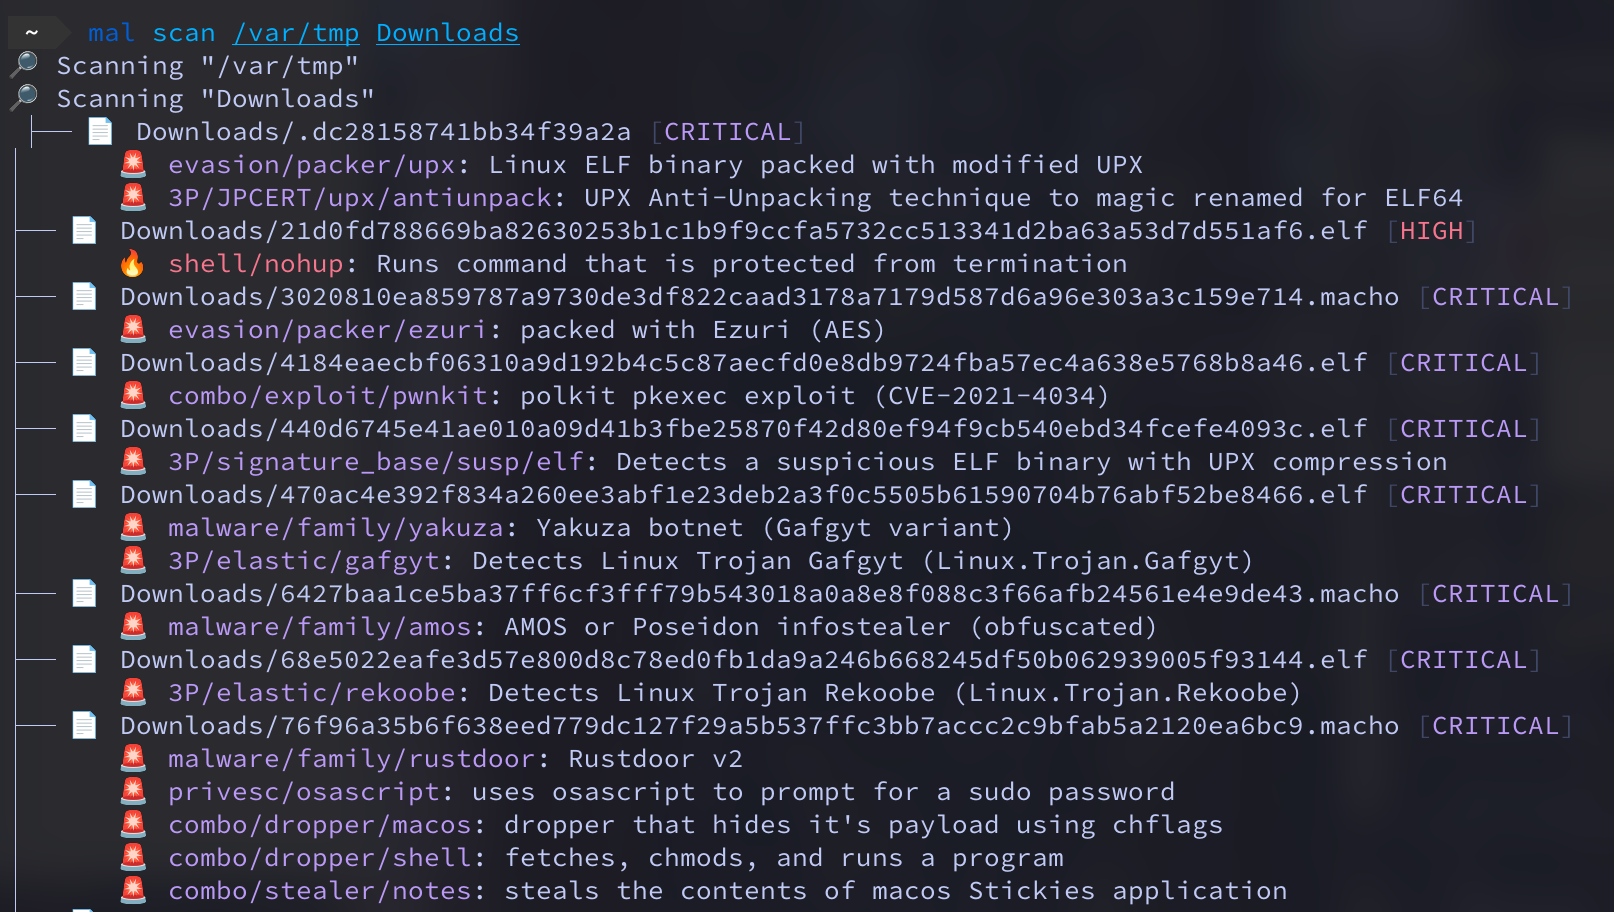 ~ mal scan /var/tmp Downloads
Scanning "/var/tmp"
Scanning "Downloads"
Downloads/.dc28158741bb34f39a2a [CRITICAL]
evasion/packer/upx: Linux ELF binary packed with modified UPX
3P/JPCERT/upx/antiunpack: UPX Anti-Unpacking technique to magic renamed for ELF64
Downloads/21d0fd788669ba82630253b1c1b9f9ccfa5732cc513341d2ba63a53d7d551af6.elf [HIGH]
shell/nohup: Runs command that is protected from termination
Downloads/3020810ea859787a9730de3df822caad3178a7179d587d6a96e303a3c159e714.macho [CRITICAL]
evasion/packer/ezuri: packed with Ezuri (AES)
Downloads/4184eaecbf06310a9d192b4c5c87aecfd0e8db9724fba57ec4a638e5768b8a46.elf [CRITICAL]
combo/exploit/pwnkit: polkit pkexec exploit (CVE-2021-4034)
Downloads/440d6745e41ae010a09d41b3fbe25870f42d80ef94f9cb540ebd34fcefe4093c.elf [CRITICAL]
3P/signature_base/susp/elf: Detects a suspicious ELF binary with UPX compression
Downloads/470ac4e392f834a260ee3abf1e23deb2a3f0c5505b61590704b76abf52be8466.elf [CRITICAL]
malware/family/yakuza: Yakuza botnet (Gafgyt variant)
3P/elastic/gafgyt: Detects Linux Trojan Gafgyt (Linux.Trojan.Gafgyt)
Downloads/6427baa1ce5ba37ff6cf3fff79b543018a0a8e8f088c3f66afb24561e4e9de43.macho [CRITICAL]
malware/family/amos: AMOS or Poseidon infostealer (obfuscated)
Downloads/68e5022eafe3d57e800d8c78ed0fb1da9a246b668245df50b062939005f93144.elf [CRITICAL]
3P/elastic/rekoobe: Detects Linux Trojan Rekoobe (Linux.Trojan.Rekoobe)
Downloads/76f96a35b6f638eed779dc127f29a5b537ffc3bb7accc2c9bfab5a2120ea6bc9.macho [CRITICAL]
malware/family/rustdoor: Rustdoor v2
privesc/osascript: uses osascript to prompt for a sudo password
combo/dropper/macos: dropper that hides it's payload using chflags
combo/dropper/shell: fetches, chmods, and runs a program
combo/stealer/notes: steals the contents of macos Stickies application